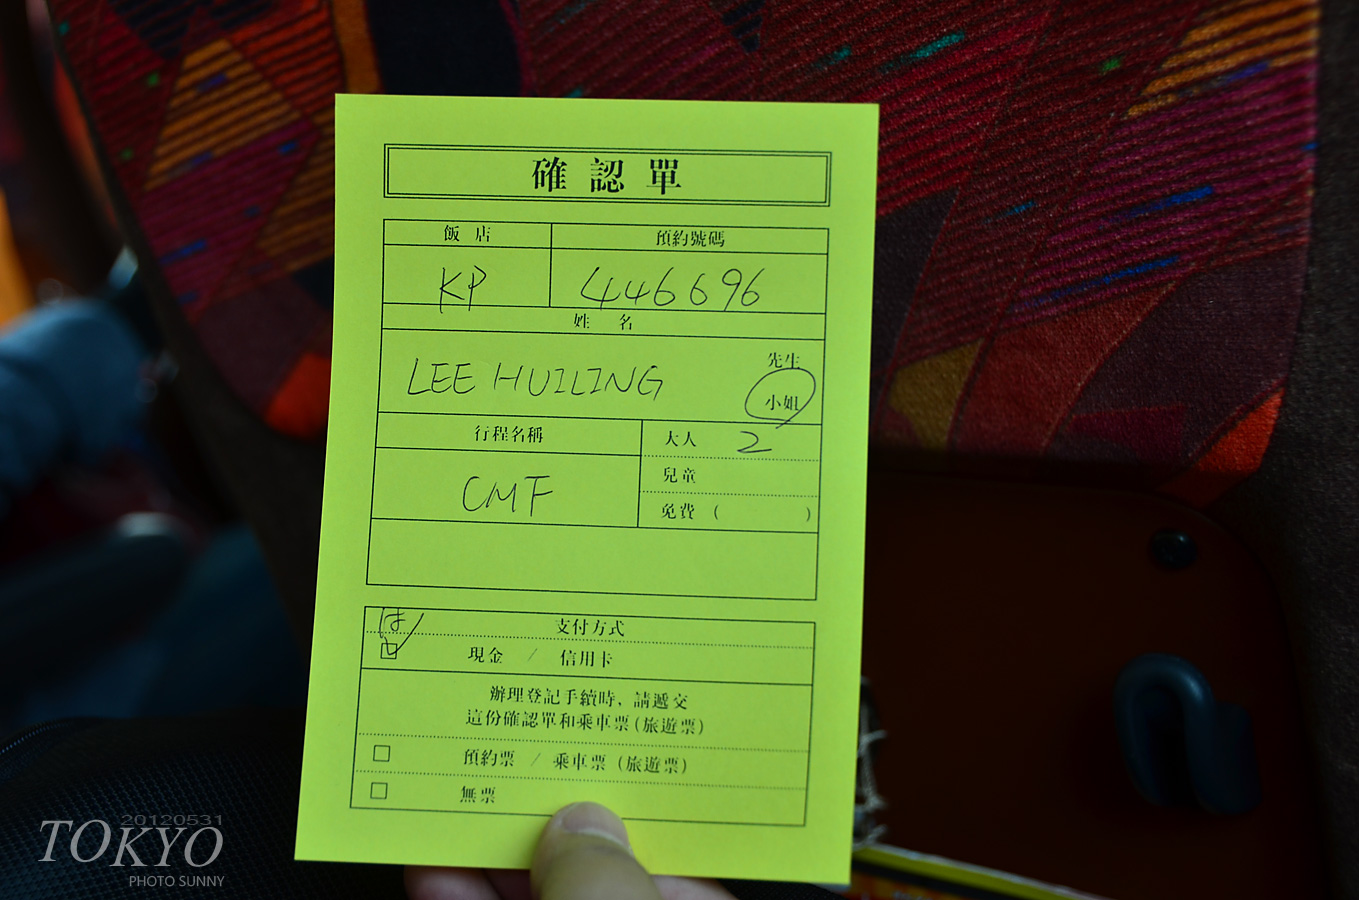 確認單
飯店 預約號碼
KP 446696
姓名
LEE HUILING 先生
小姐
行程名稱 大人 2
CMF 兒童
免費 ( )
支付方式
現金 / 信用卡
辦理登記手續時，請遞交
這份確認單和乘車票(旅遊票)
預約票 / 乘車票 (旅遊票)
無票
20120531
TOKYO
PHOTO SUNNY